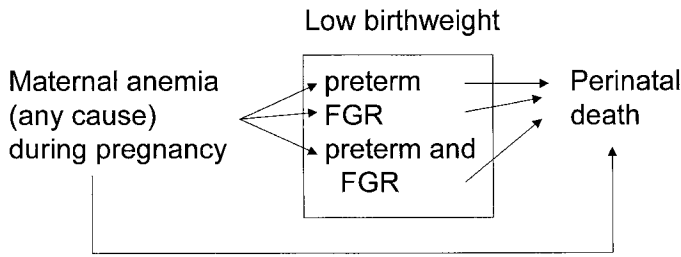 Low birthweight
Maternal anemia
(any cause)
during pregnancy
preterm
FGR
preterm and
FGR
Perinatal
death